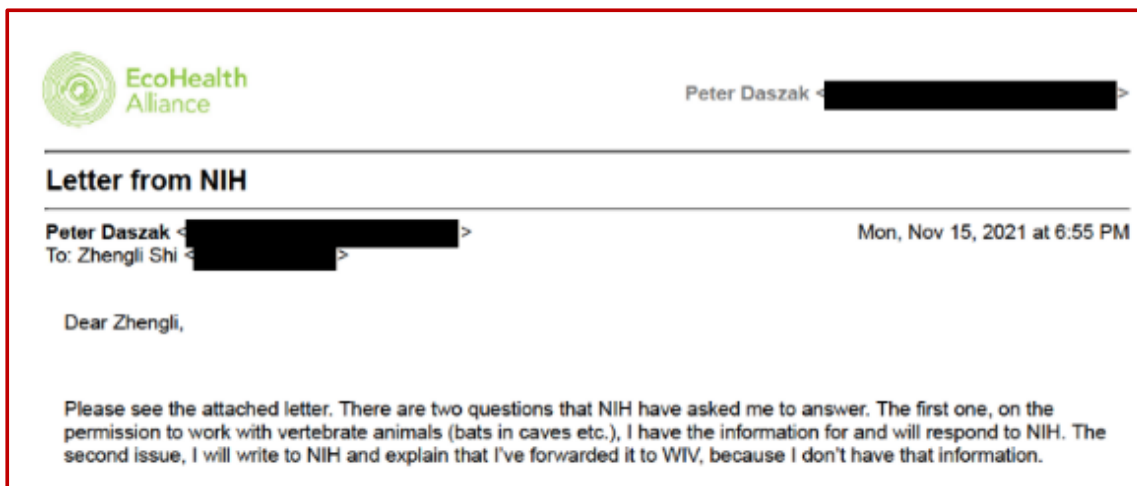 EcoHealth
Alliance
Peter Daszak < >
Letter from NIH
Peter Daszak < >
Mon, Nov 15, 2021 at 6:55 PM
To: Zhengli Shi < >
Dear Zhengli,
Please see the attached letter. There are two questions that NIH have asked me to answer. The first one, on the
permission to work with vertebrate animals (bats in caves etc.), I have the information for and will respond to NIH. The
second issue, I will write to NIH and explain that I've forwarded it to WIV, because I don't have that information.